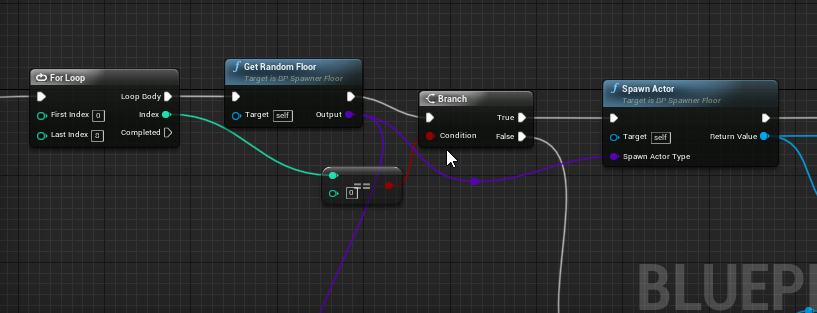 For Loop
Loop Body
First Index 0
Index
Last Index 0
Completed
f Get Random Floor
Target is BP Spawner Floor
Target self
Output
==
0
Branch
True
Condition
False
f Spawn Actor
Target is BP Spawner Floor
Target self
Return Value
Spawn Actor Type
BLUEP